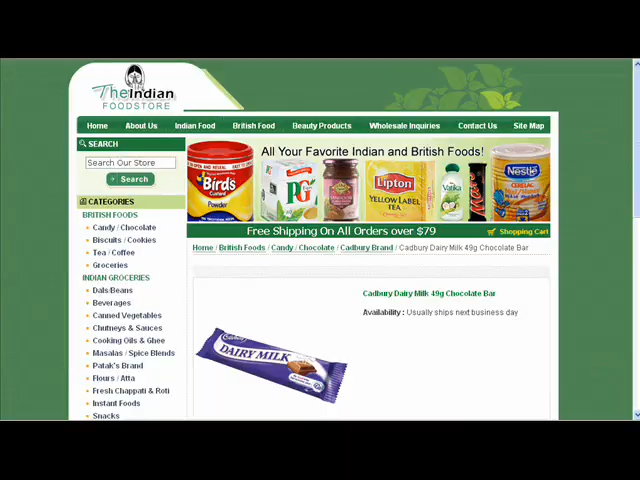 The Indian
FOODSTORE
Home About Us Indian Food British Food Beauty Products Wholesale Inquiries Contact Us Site Map
SEARCH
Search Our Store
Search
CATEGORIES
BRITISH FOODS
Candy / Chocolate
Biscuits / Cookies
Tea / Coffee
Groceries
INDIAN GROCERIES
Dals/Beans
Beverages
Canned Vegetables
Chutneys & Sauces
Cooking Oils & Ghee
Masalas / Spice Blends
Patak's Brand
Flours / Atta
Fresh Chappati & Roti
Instant Foods
Snacks
All Your Favorite Indian and British Foods!
Bird's
Custard
Powder
PG
Lipton
YELLOW LABEL
TEA
Vatika
Mars
Nestlé
CERELAC
Free Shipping On All Orders over $79
Shopping Cart
Home / British Foods / Candy / Chocolate / Cadbury Brand / Cadbury Dairy Milk 49g Chocolate Bar
Cadbury Dairy Milk 49g Chocolate Bar
Availability : Usually ships next business day
Cadbury
DAIRY MILK